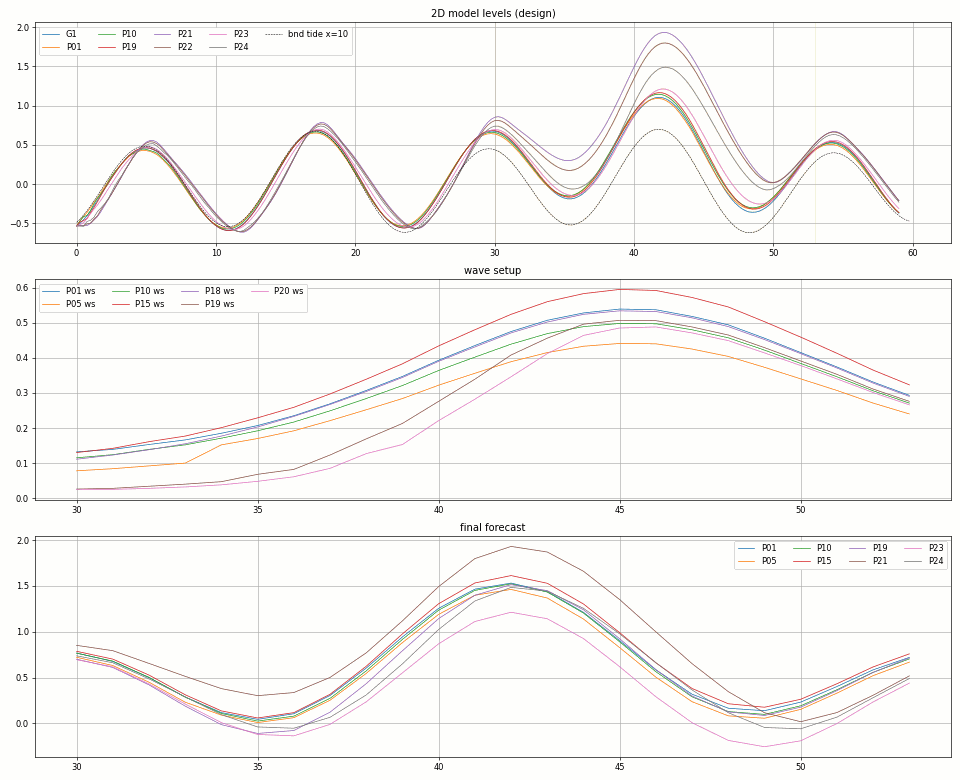 2D model levels (design)
G1 P10 P21 P23 bnd tide x=10
P01 P19 P22 P24
2.0
1.5
1.0
0.5
0.0
−0.5
0 10 20 30 40 50 60
wave setup
P01 ws P10 ws P18 ws P20 ws
P05 ws P15 ws P19 ws
0.6
0.5
0.4
0.3
0.2
0.1
0.0
30 35 40 45 50
final forecast
P01 P10 P19 P23
P05 P15 P21 P24
2.0
1.5
1.0
0.5
0.0
30 35 40 45 50